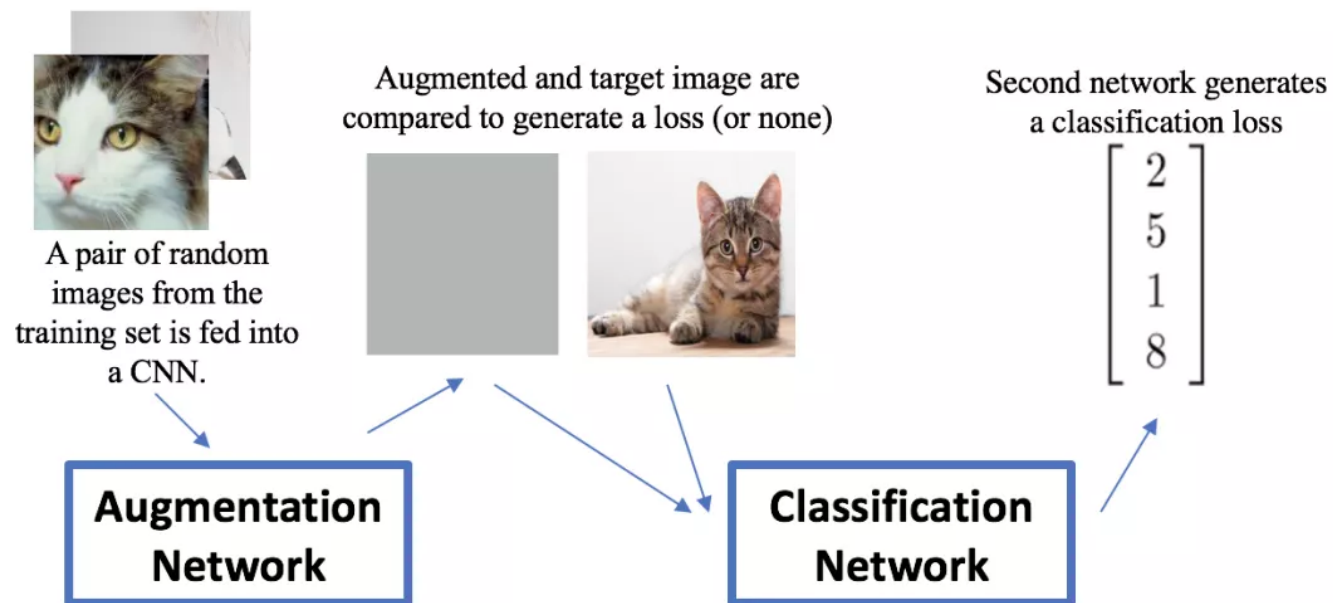 A pair of random
images from the
training set is fed into
a CNN.
Augmentation
Network
Augmented and target image are
compared to generate a loss (or none)
Classification
Network
Second network generates
a classification loss
2
5
1
8